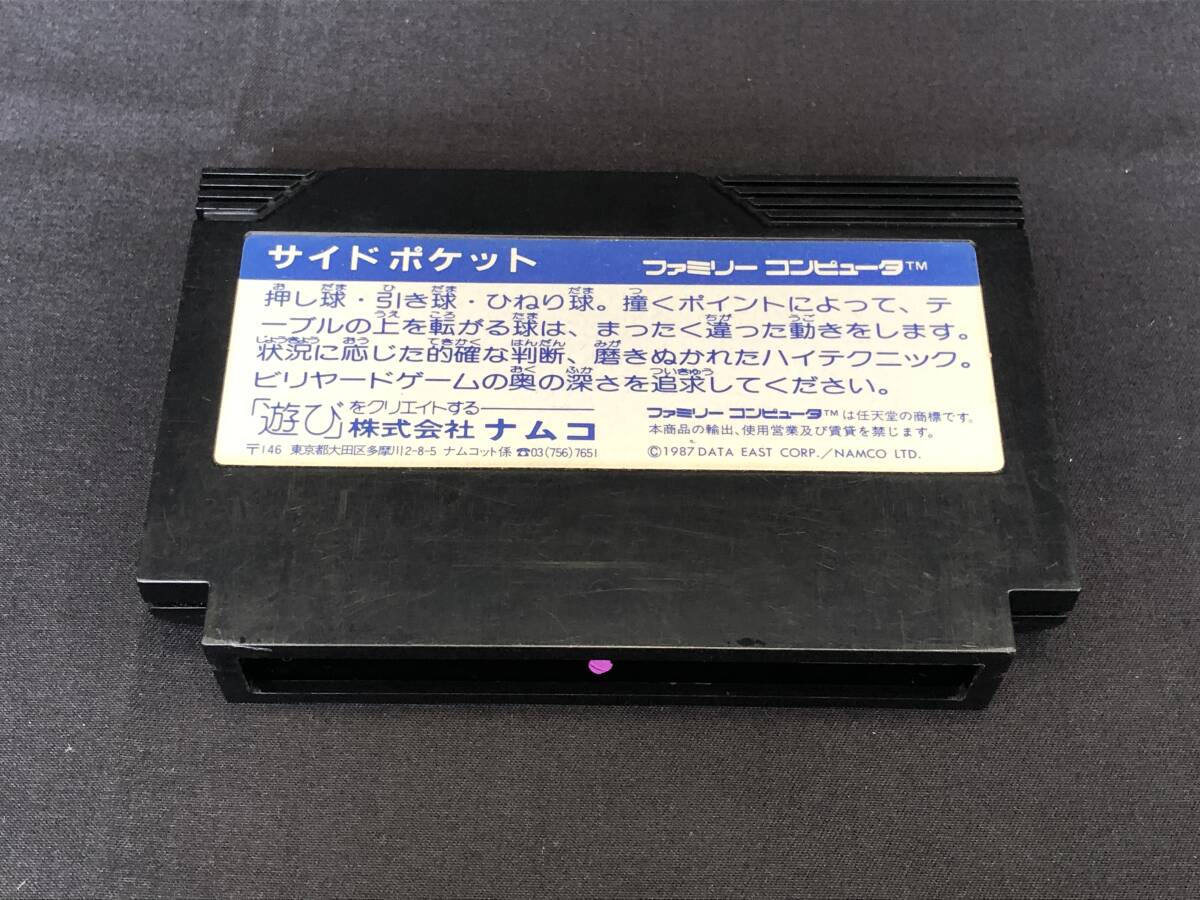 サイドポケット ファミリー コンピュータ™
押し球・引き球・ひねり球。撞くポイントによって、テ
ーブルの上を転がる球は、まったく違った動きをします。
状況に応じた的確な判断、磨きぬかれたハイテクニック。
ビリヤードゲームの奥の深さを追求してください。
「遊び」をクリエイトする
株式会社 ナムコ
〒146 東京都大田区多摩川2-8-5 ナムコット係 ☎03(756)7651
ファミリー コンピュータ™は任天堂の商標です。
本商品の輸出、使用営業及び賃貸を禁じます。
©1987 DATA EAST CORP./NAMCO LTD.